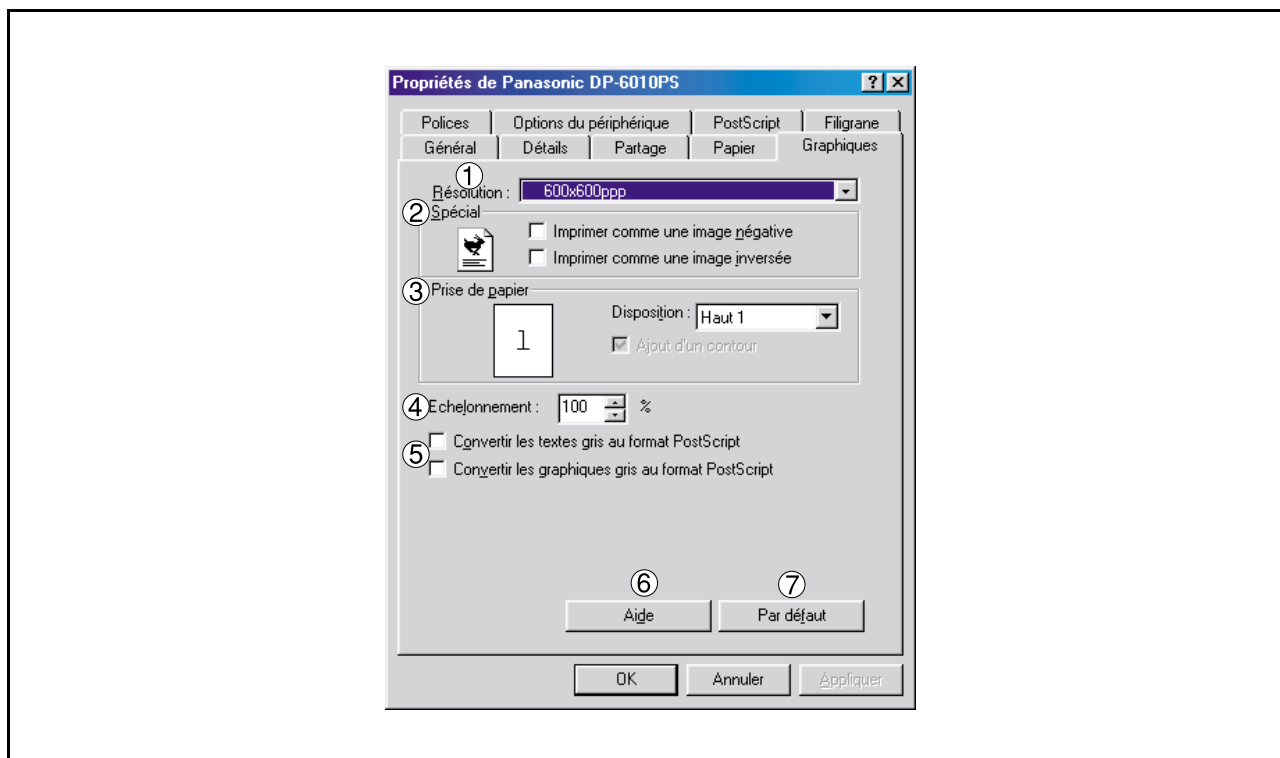 Propriétés de Panasonic DP-6010PS ? ×
Polices Options du périphérique PostScript Filigrane
Général Détails Partage Papier Graphiques
①
Résolution : 600x600ppp
② Spécial
Imprimer comme une image négative
Imprimer comme une image inversée
③ Prise de papier
1
Disposition : Haut 1
Ajout d'un contour
④ Echelonnement : 100 %
⑤
Convertir les textes gris au format PostScript
Convertir les graphiques gris au format PostScript
⑥ ⑦
Aide Par défaut
OK Annuler Appliquer